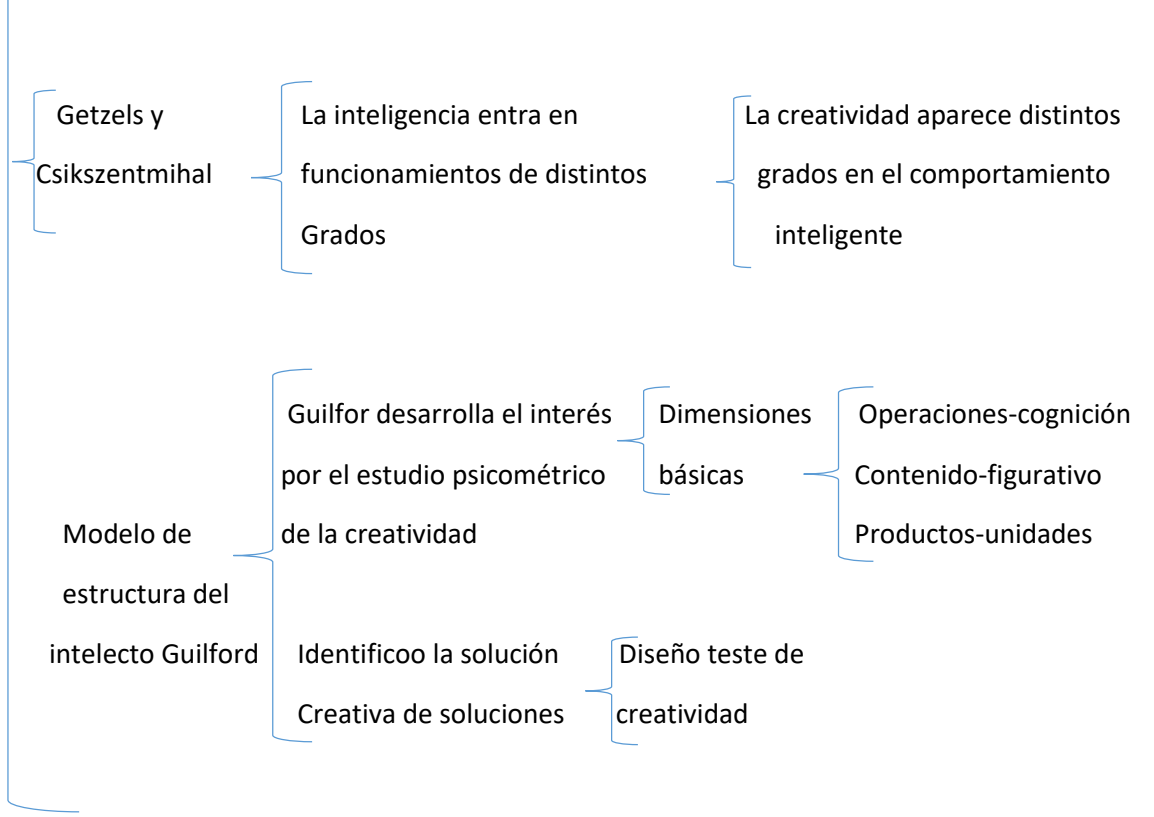 Getzels y
Csikszentmihal
La inteligencia entra en
funcionamientos de distintos
Grados
La creatividad aparece distintos
grados en el comportamiento
inteligente
Modelo de
estructura del
intelecto Guilford
Guilfor desarrolla el interés
por el estudio psicométrico
de la creatividad
Dimensiones
básicas
Operaciones-cognición
Contenido-figurativo
Productos-unidades
Identificoo la solución
Creativa de soluciones
Diseño teste de
creatividad